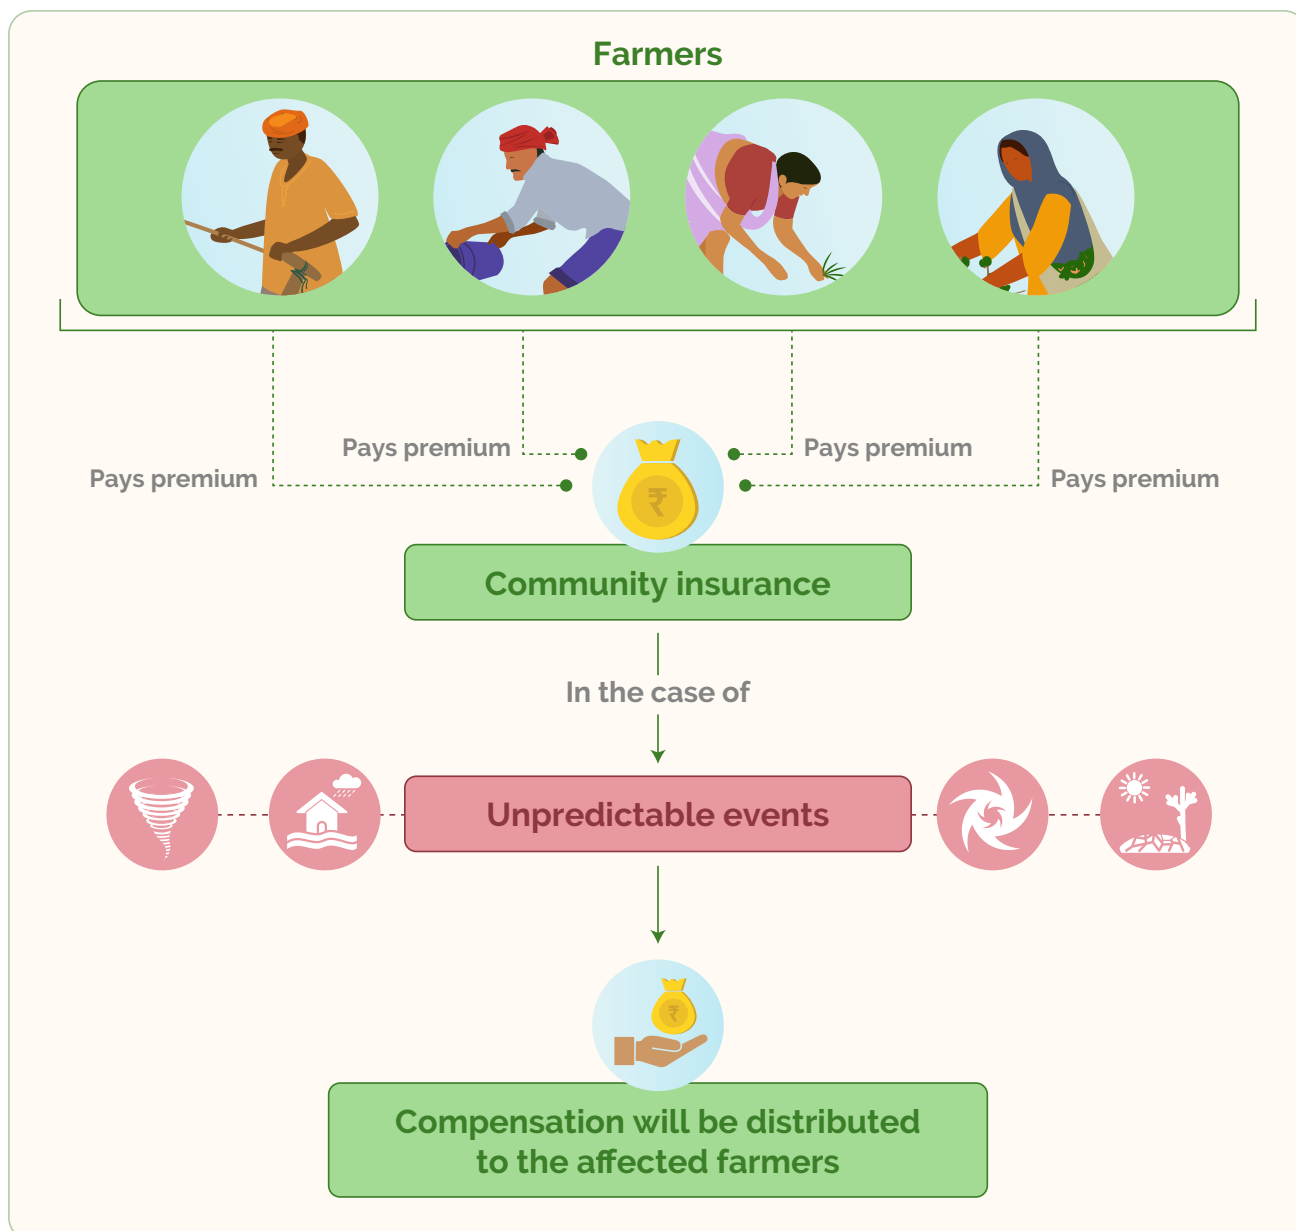 Farmers
Pays premium
Pays premium
Pays premium
Pays premium
₹
Community insurance
In the case of
Unpredictable events
₹
Compensation will be distributed
to the affected farmers